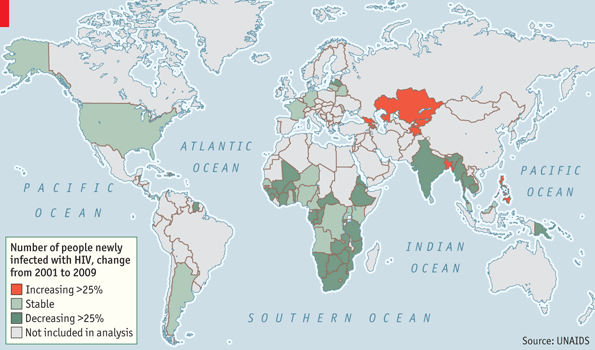 ATLANTIC
OCEAN
PACIFIC
OCEAN
PACIFIC
OCEAN
INDIAN
OCEAN
SOUTHERN OCEAN
Number of people newly
infected with HIV, change
from 2001 to 2009
Increasing >25%
Stable
Decreasing >25%
Not included in analysis
Source: UNAIDS